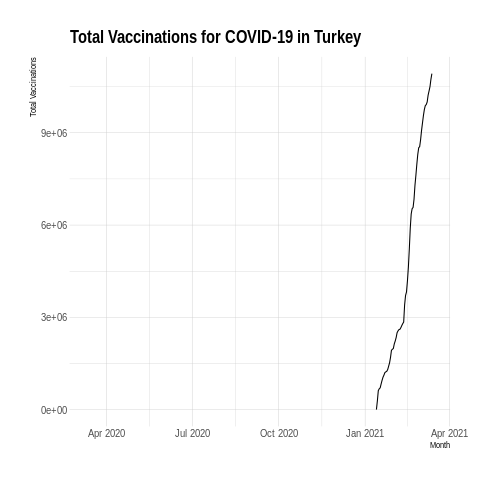 Total Vaccinations for COVID-19 in Turkey
Total Vaccinations
9e+06
6e+06
3e+06
0e+00
Apr 2020 Jul 2020 Oct 2020 Jan 2021 Apr 2021
Month